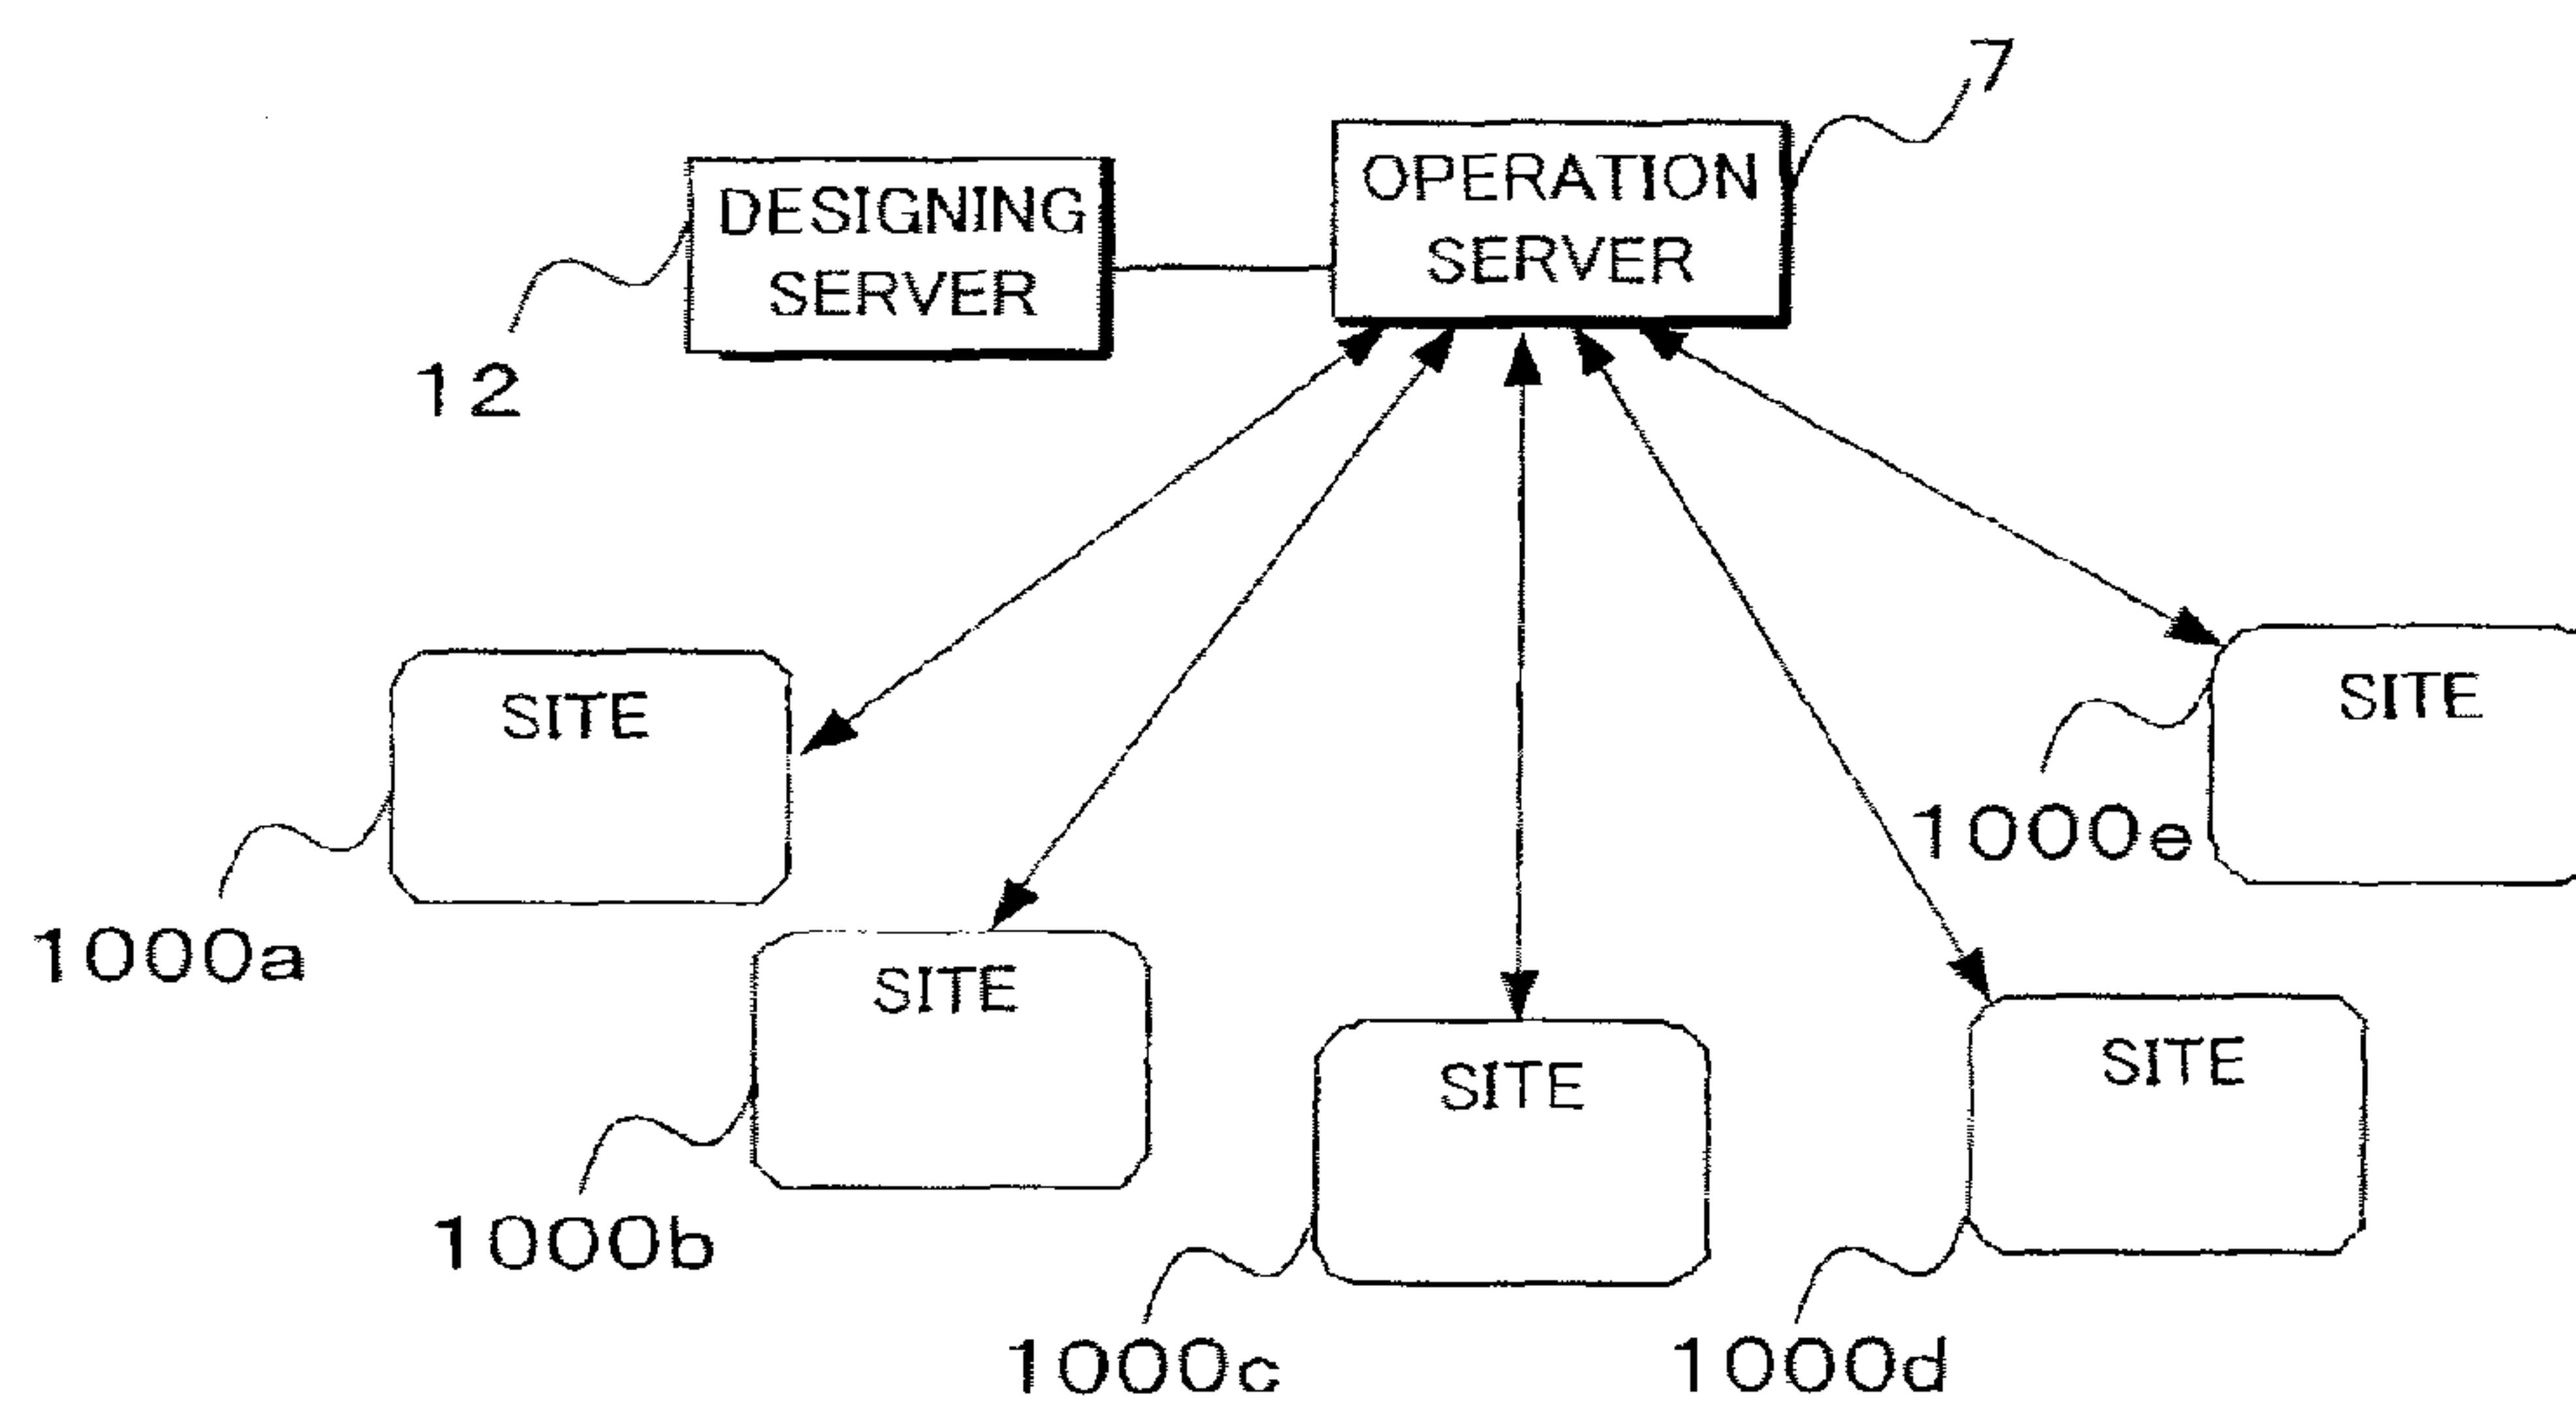 7
OPERATION
SERVER
DESIGNING
SERVER
12
SITE
1000a
SITE
1000b
SITE
1000c
SITE
1000d
SITE
1000e